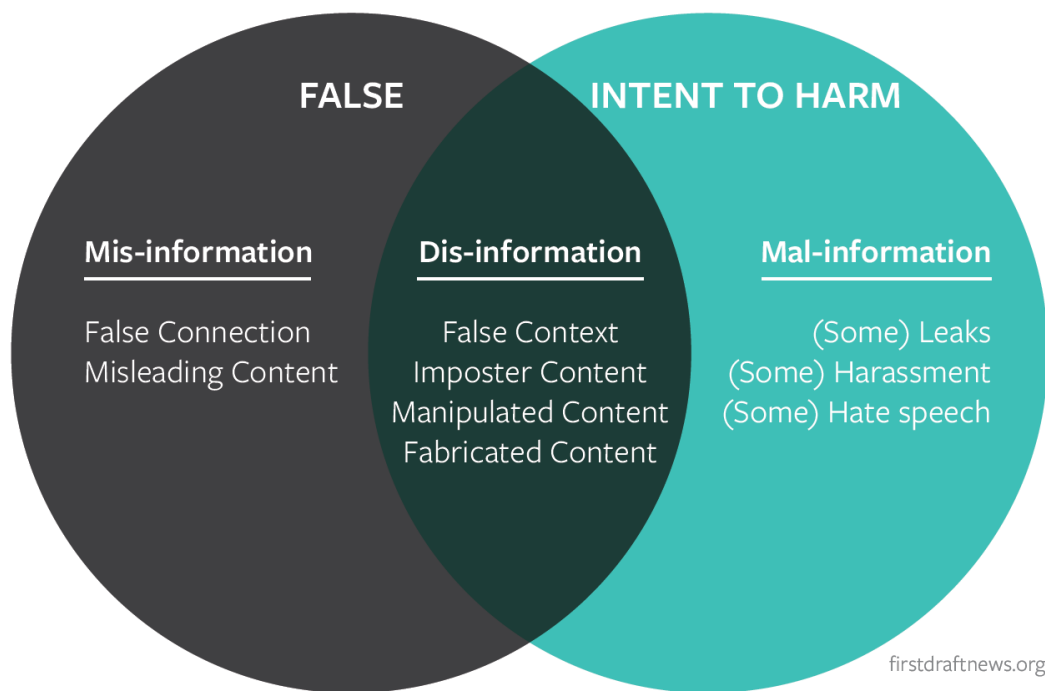 FALSE
INTENT TO HARM
Mis-information
False Connection
Misleading Content
Dis-information
False Context
Imposter Content
Manipulated Content
Fabricated Content
Mal-information
(Some) Leaks
(Some) Harassment
(Some) Hate speech
firstdraftnews.org